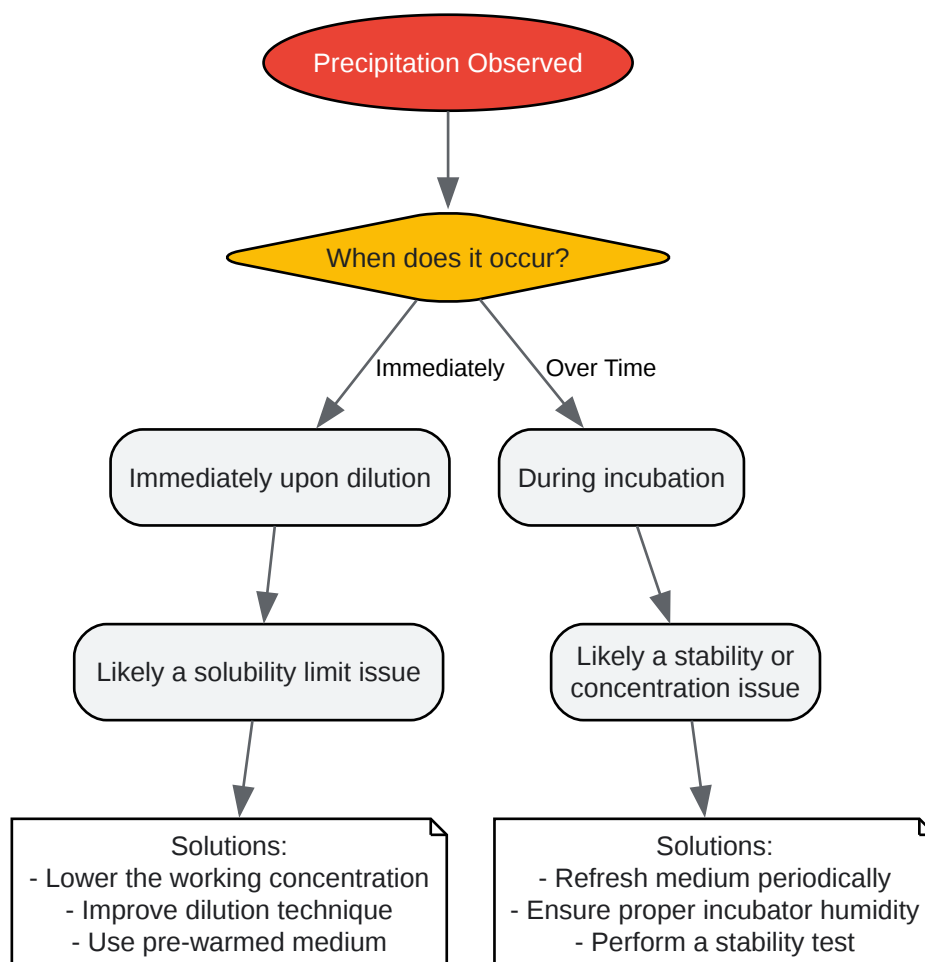 Precipitation Observed
When does it occur?
Immediately
Over Time
Immediately upon dilution
During incubation
Likely a solubility limit issue
Likely a stability or
concentration issue
Solutions:
- Lower the working concentration
- Improve dilution technique
- Use pre-warmed medium
Solutions:
- Refresh medium periodically
- Ensure proper incubator humidity
- Perform a stability test